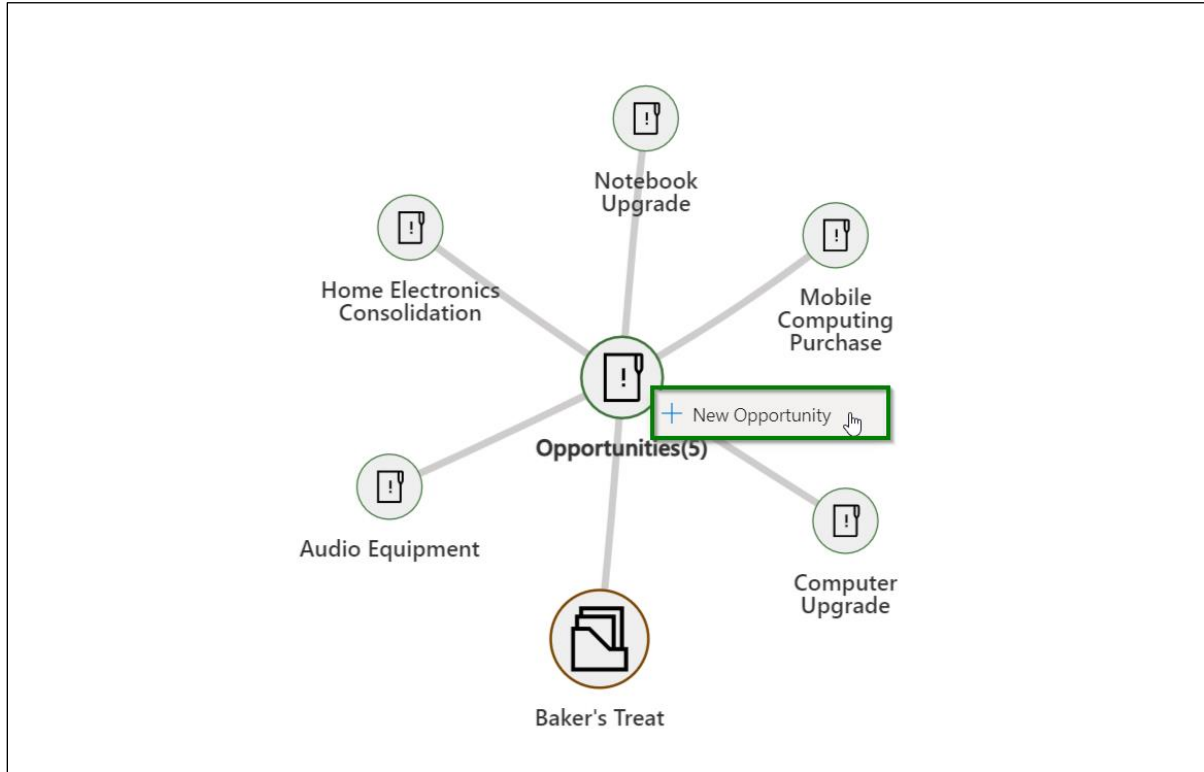 Notebook
Upgrade
Home Electronics
Consolidation
Mobile
Computing
Purchase
New Opportunity
Opportunities(5)
Audio Equipment
Computer
Upgrade
Baker's Treat